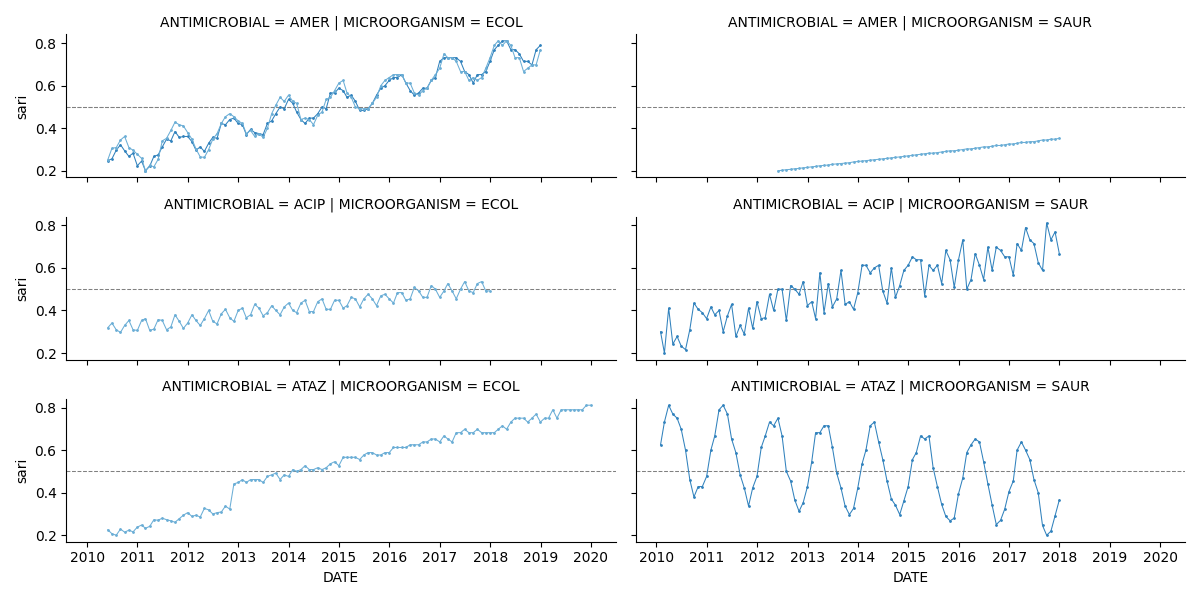 ANTIMICROBIAL = AMER | MICROORGANISM = ECOL
ANTIMICROBIAL = AMER | MICROORGANISM = SAUR
0.8
0.6
0.4
0.2
sari
ANTIMICROBIAL = ACIP | MICROORGANISM = ECOL
ANTIMICROBIAL = ACIP | MICROORGANISM = SAUR
0.8
0.6
0.4
0.2
sari
ANTIMICROBIAL = ATAZ | MICROORGANISM = ECOL
ANTIMICROBIAL = ATAZ | MICROORGANISM = SAUR
0.8
0.6
0.4
0.2
sari
2010 2011 2012 2013 2014 2015 2016 2017 2018 2019 2020
2010 2011 2012 2013 2014 2015 2016 2017 2018 2019 2020
DATE
DATE